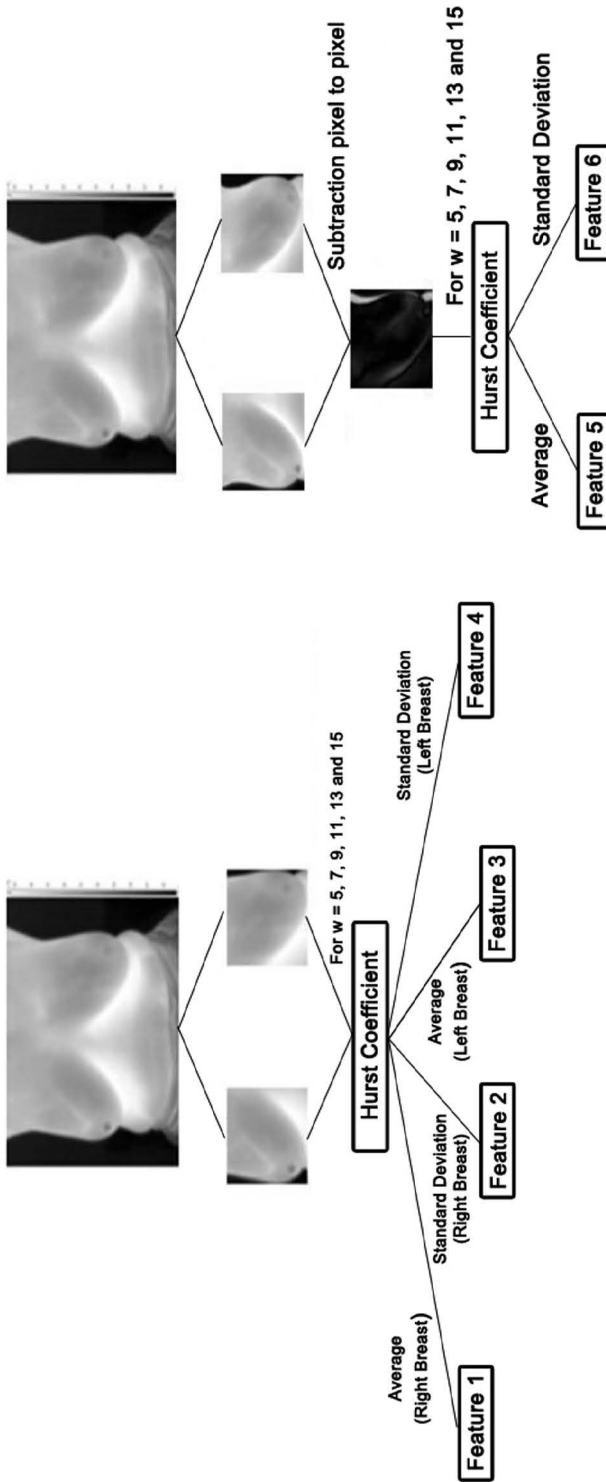 For w = 5, 7, 9, 11, 13 and 15
Hurst Coefficient
Average
(Right Breast)
Standard Deviation
(Right Breast)
Average
(Left Breast)
Standard Deviation
(Left Breast)
Feature 1
Feature 2
Feature 3
Feature 4
Subtraction pixel to pixel
For w = 5, 7, 9, 11, 13 and 15
Hurst Coefficient
Average
Standard Deviation
Feature 5
Feature 6